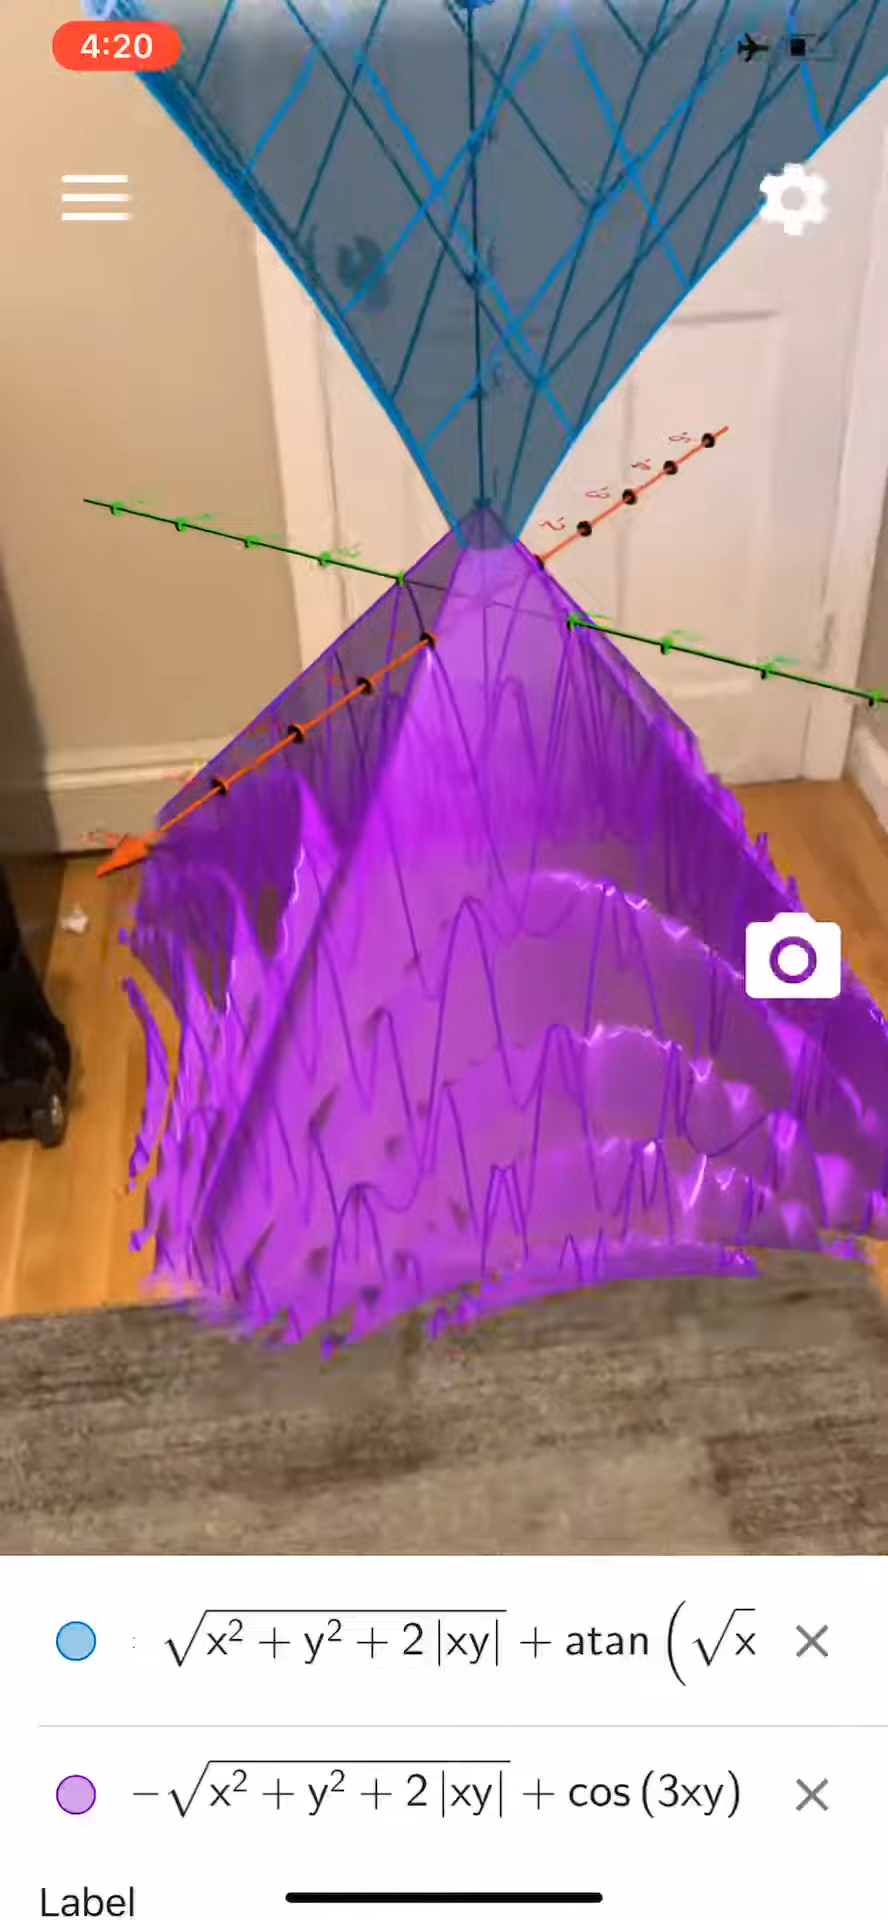 4:20
: √x² + y² + 2 |xy| + atan (√x
−√x² + y² + 2 |xy| + cos (3xy)
Label